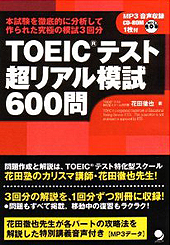 本試験を徹底的に分析して
作られた究極の模試3回分
MP3音声収録
CD-ROM
1枚付
TOEIC®テスト
超リアル模試
600問
花田徹也
問題作成と解説は、TOEIC®テスト特化型スクール
花田塾のカリスマ講師・花田徹也先生!
3回分の解説を、1回分ずつ別冊に収録!
●問題もすべて掲載、移動中の復習もラクラク!
花田徹也先生が各パートの攻略法を
解説した特別講義音声付き【MP3データ】